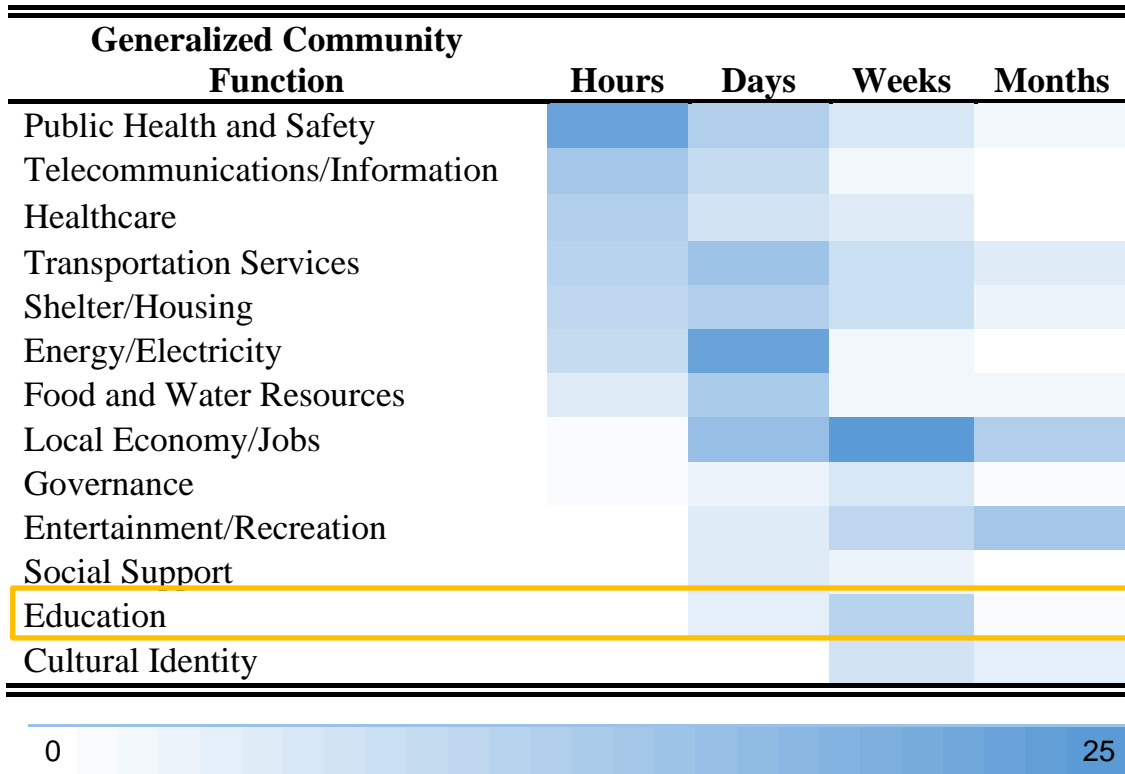 Generalized Community
Function Hours Days Weeks Months
Public Health and Safety
Telecommunications/Information
Healthcare
Transportation Services
Shelter/Housing
Energy/Electricity
Food and Water Resources
Local Economy/Jobs
Governance
Entertainment/Recreation
Social Support
Education
Cultural Identity
0 25